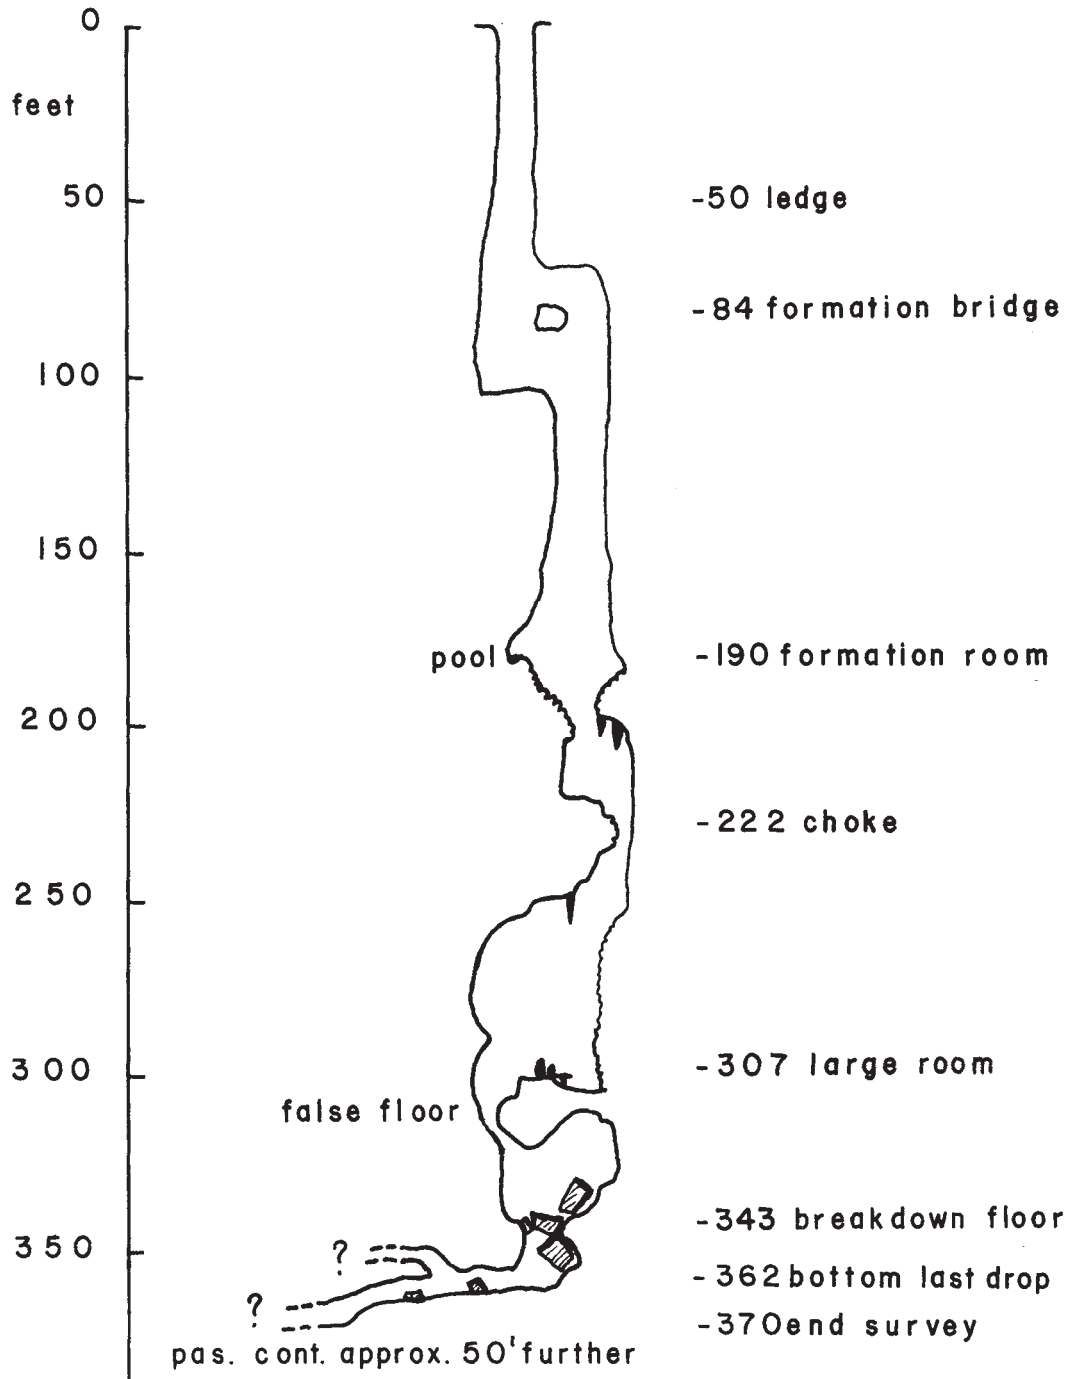 0
feet
50
-50 ledge
-84 formation bridge
100
150
pool
-190 formation room
200
-222 choke
250
300
-307 large room
false floor
-343 breakdown floor
350
?
-362 bottom last drop
?
-370 end survey
pas. cont. approx. 50' further